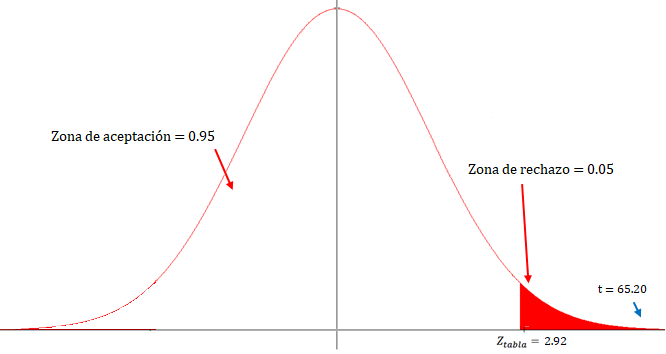 Zona de aceptación = 0.95
Zona de rechazo = 0.05
t = 65.20
Z_tabla = 2.92